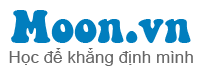 Moon.vn
Học để khẳng định mình